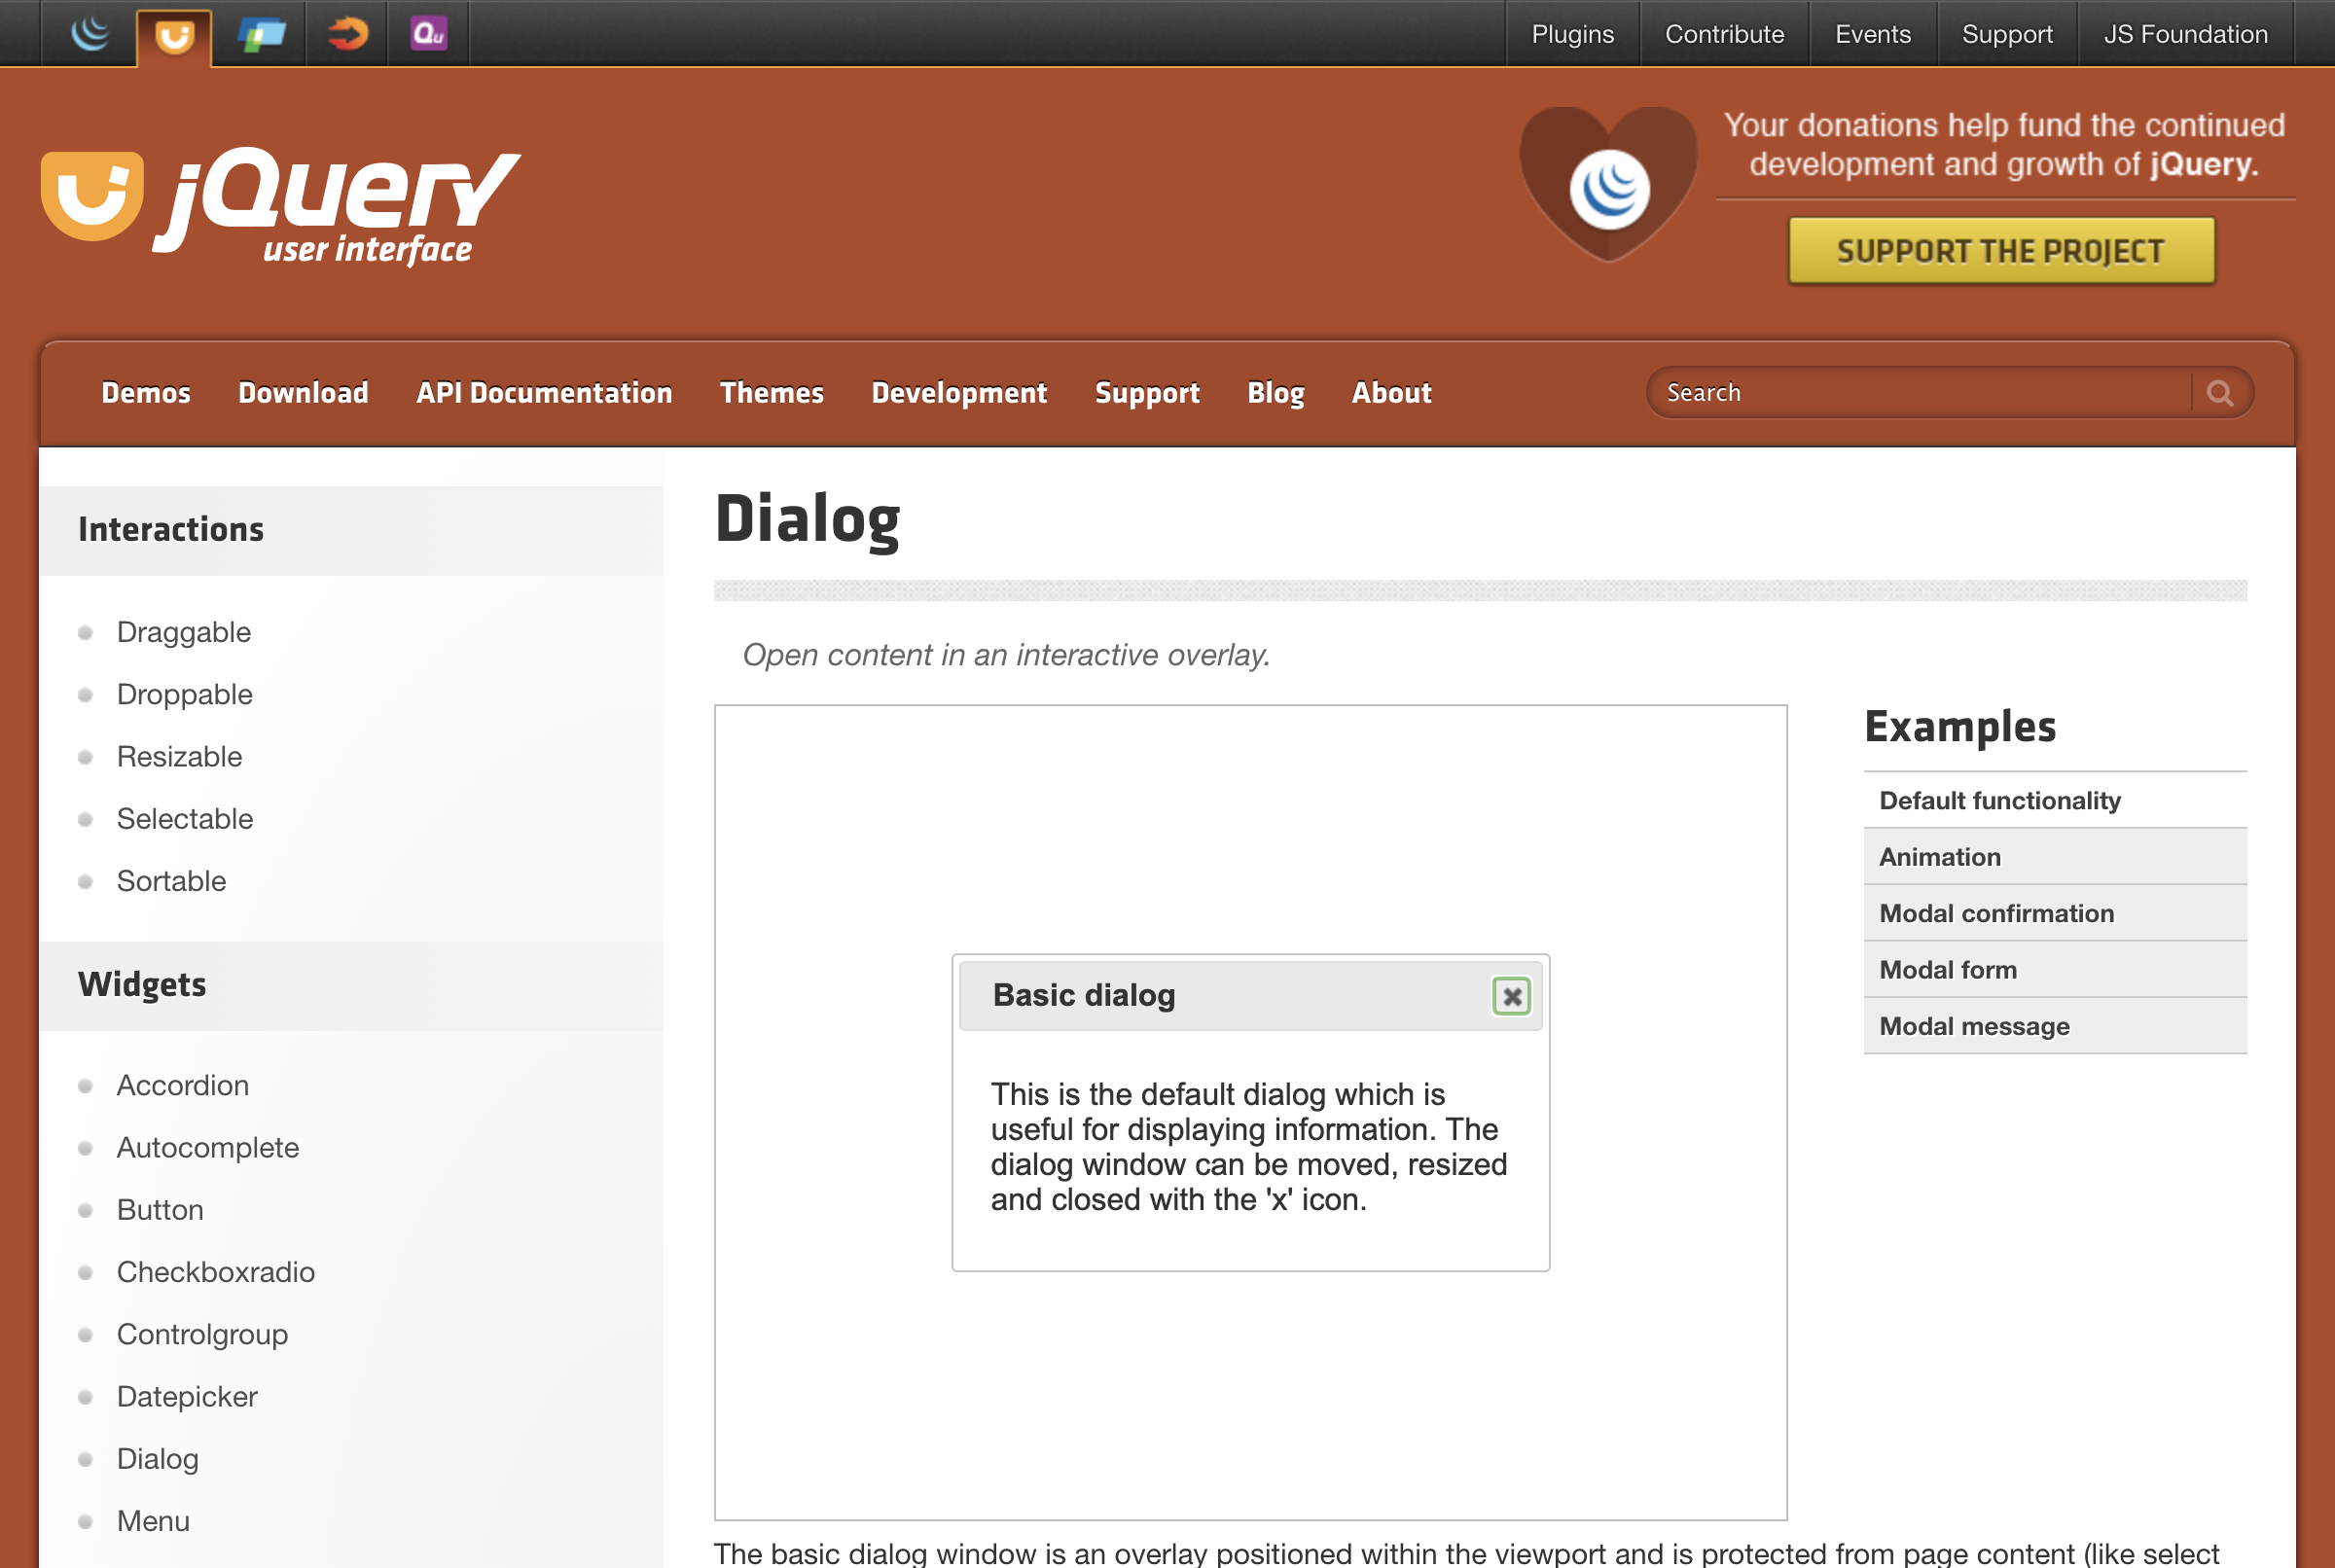 Qu
Plugins
Contribute
Events
Support
JS Foundation
jQuery
user interface
Your donations help fund the continued
development and growth of jQuery.
SUPPORT THE PROJECT
Demos
Download
API Documentation
Themes
Development
Support
Blog
About
Search
Interactions
Draggable
Droppable
Resizable
Selectable
Sortable
Widgets
Accordion
Autocomplete
Button
Checkboxradio
Controlgroup
Datepicker
Dialog
Menu
Dialog
Open content in an interactive overlay.
Basic dialog
This is the default dialog which is
useful for displaying information. The
dialog window can be moved, resized
and closed with the 'x' icon.
Examples
Default functionality
Animation
Modal confirmation
Modal form
Modal message
The basic dialog window is an overlay positioned within the viewport and is protected from page content (like select